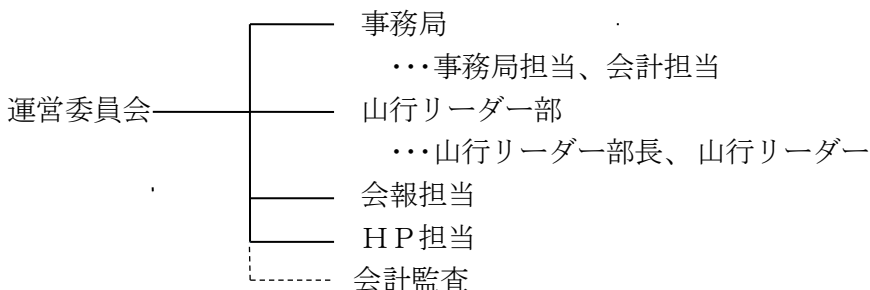 事務局
・・・事務局担当、会計担当
運営委員会
山行リーダー部
・・・山行リーダー部長、山行リーダー
会報担当
ＨＰ担当
会計監査